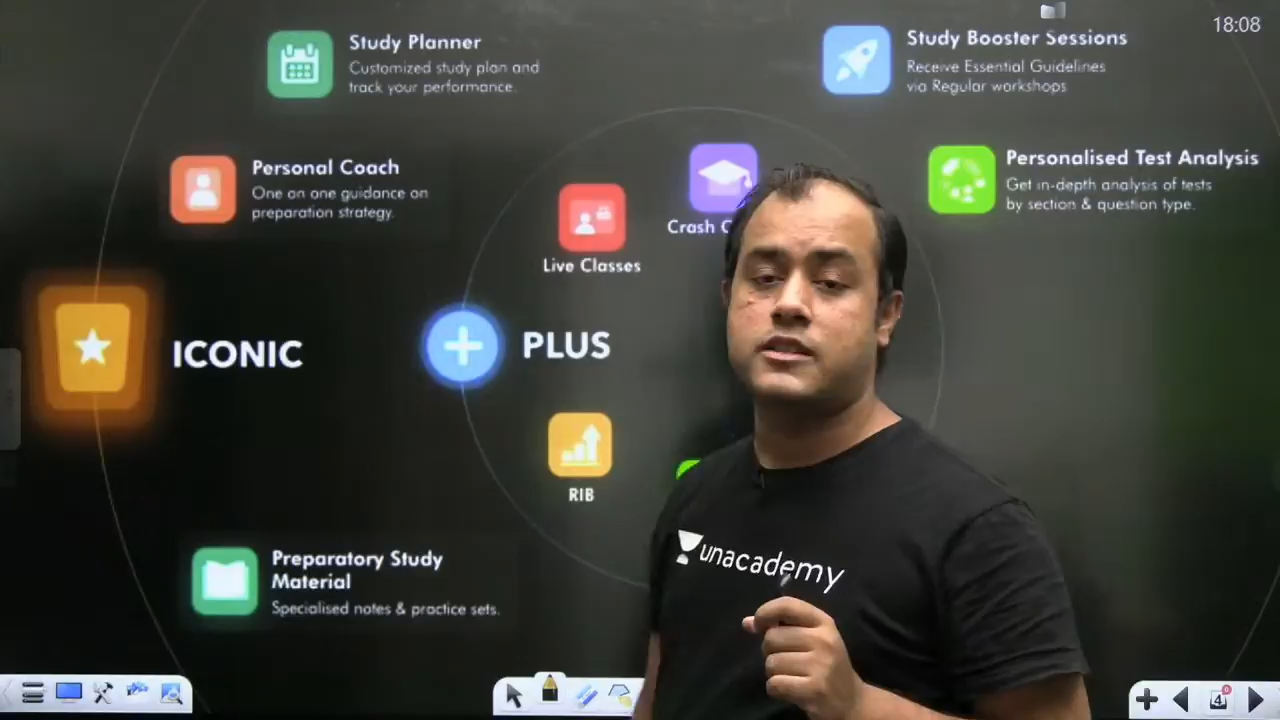 18:08
Study Planner
Customized study plan and
track your performance.
Study Booster Sessions
Receive Essential Guidelines
via Regular workshops
Personal Coach
One on one guidance on
preparation strategy.
Personalised Test Analysis
Get in-depth analysis of tests
by section & question type.
Crash
Live Classes
ICONIC
PLUS
RIB
Preparatory Study
Material
Specialised notes & practice sets.
unacademy
4